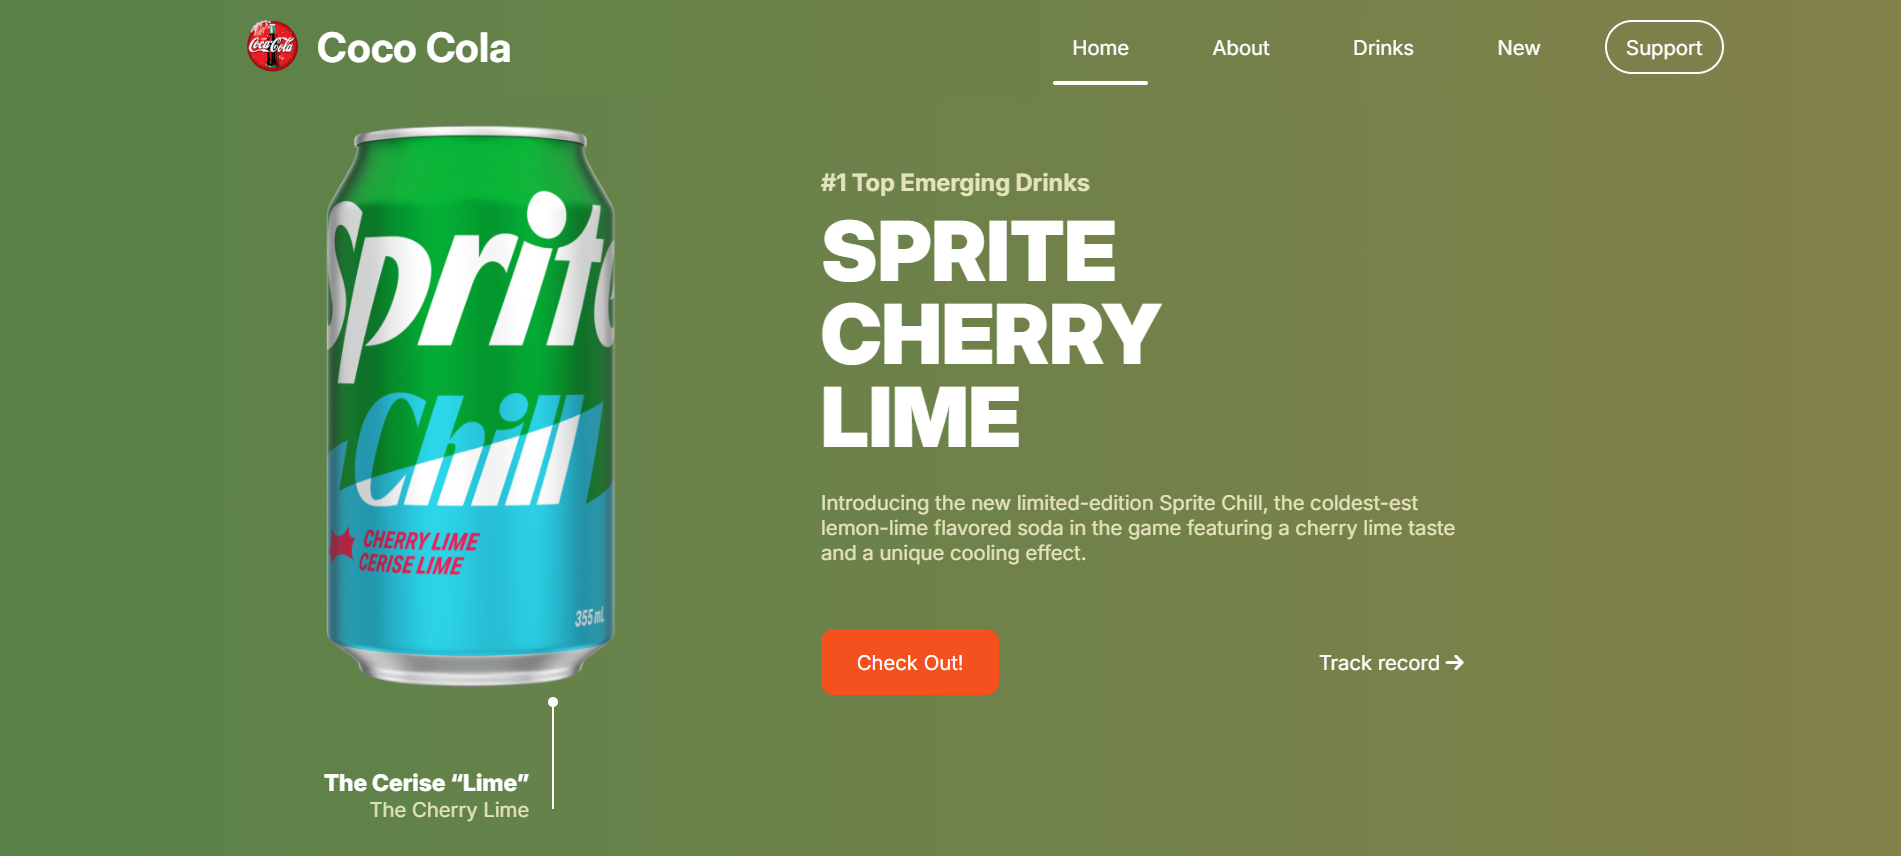 Coca-Cola
Coco Cola
Home
About
Drinks
New
Support
Sprite
Chill
CHERRY LIME
CERISE LIME
355 mL
#1 Top Emerging Drinks
SPRITE
CHERRY
LIME
Introducing the new limited-edition Sprite Chill, the coldest-est
lemon-lime flavored soda in the game featuring a cherry lime taste
and a unique cooling effect.
Check Out!
Track record →
The Cerise “Lime”
The Cherry Lime